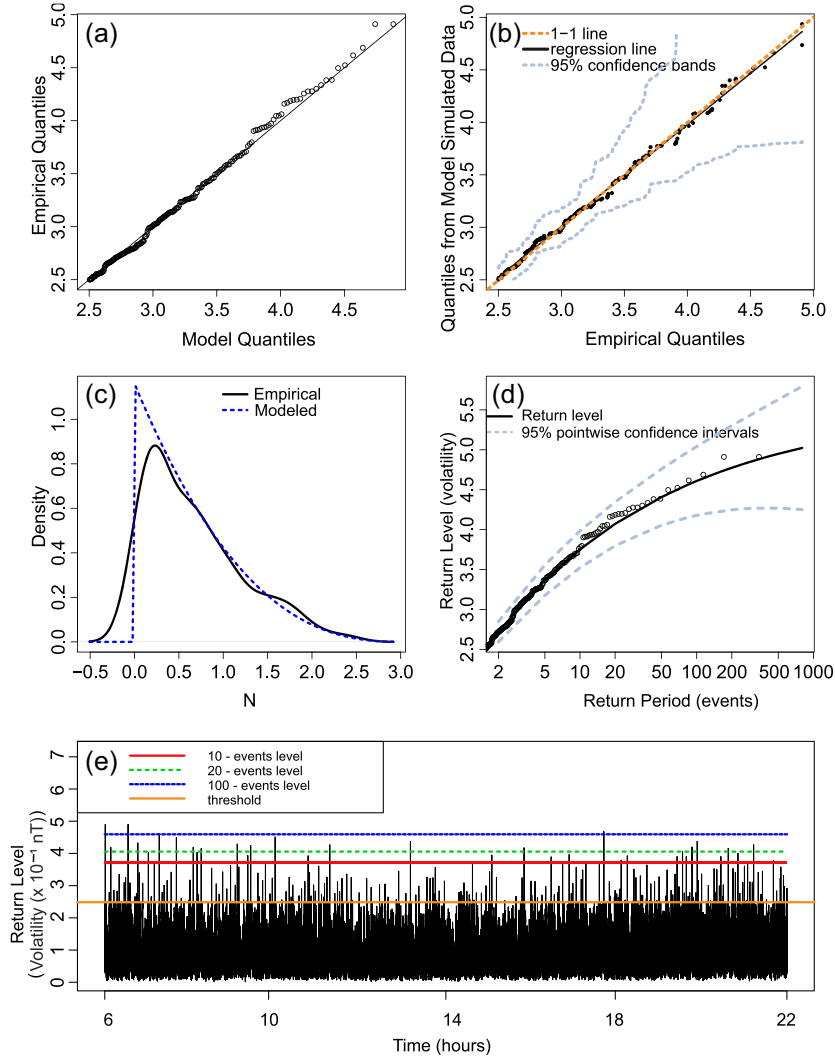 (a)
Empirical Quantiles
5.0
4.5
4.0
3.5
3.0
2.5
2.5 3.0 3.5 4.0 4.5
Model Quantiles
(b)
1−1 line
regression line
95% confidence bands
Quantiles from Model Simulated Data
5.0
4.5
4.0
3.5
3.0
2.5
2.5 3.0 3.5 4.0 4.5 5.0
Empirical Quantiles
(c)
Empirical
Modeled
Density
1.0
0.8
0.6
0.4
0.2
0.0
−0.5 0.0 0.5 1.0 1.5 2.0 2.5 3.0
N
(d)
Return level
95% pointwise confidence intervals
Return Level (volatility)
5.5
5.0
4.5
4.0
3.5
3.0
2.5
2 5 10 20 50 100 200 500 1000
Return Period (events)
(e)
10 - events level
20 - events level
100 - events level
threshold
Return Level
(Volatility (x 10⁻¹ nT))
7
6
5
4
3
2
1
0
6 10 14 18 22
Time (hours)